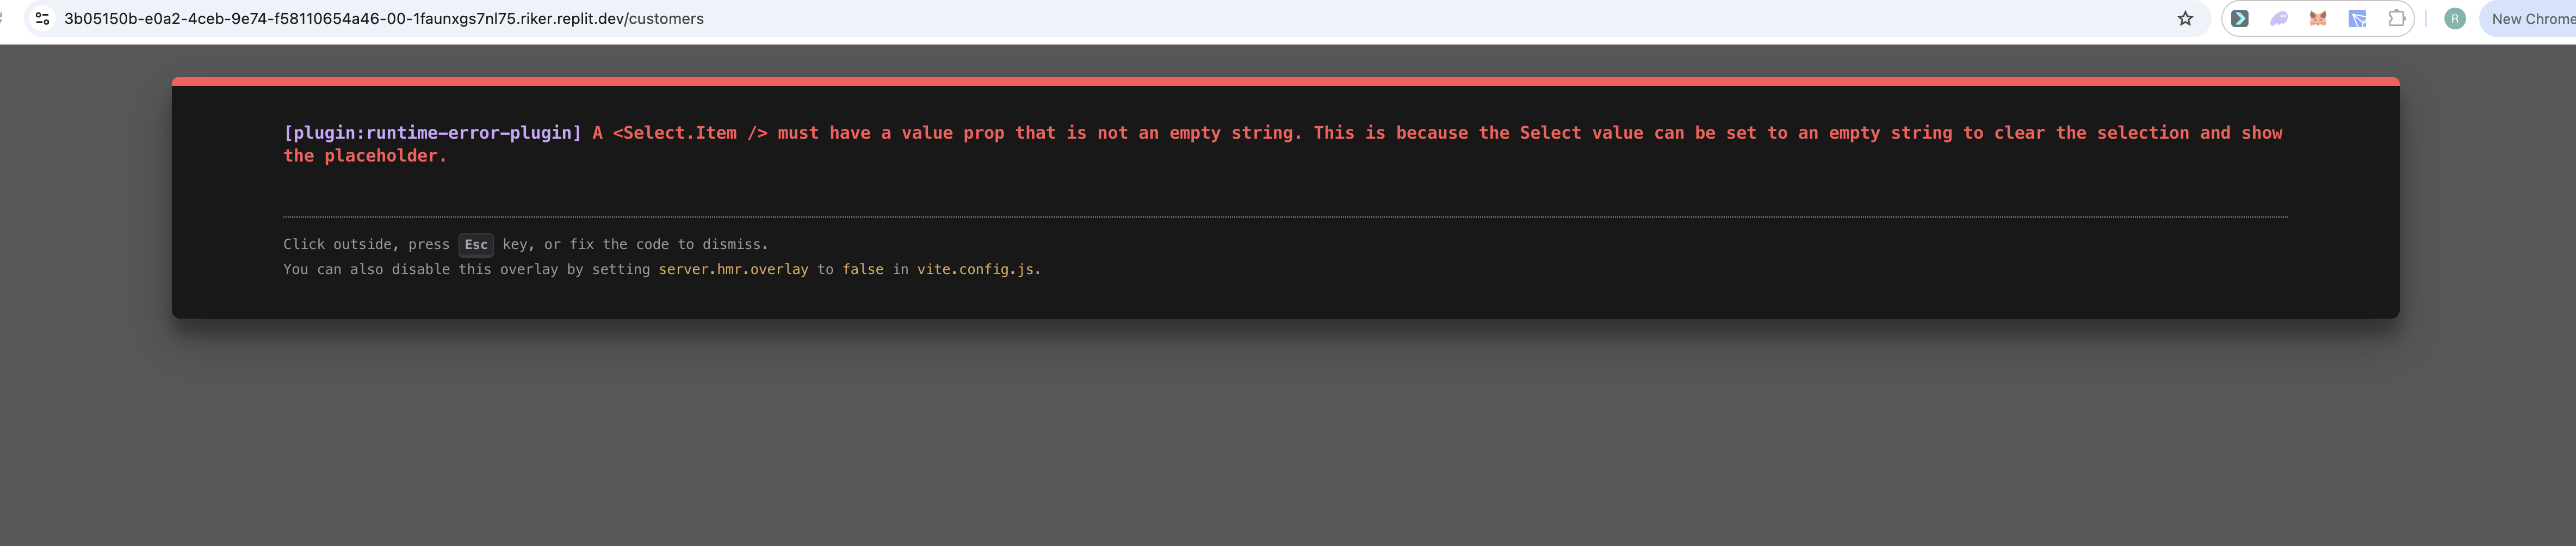 3b05150b-e0a2-4ceb-9e74-f58110654a46-00-1faunxgs7nl75.riker.replit.dev/customers
R
New Chrome
[plugin:runtime-error-plugin] A <Select.Item /> must have a value prop that is not an empty string. This is because the Select value can be set to an empty string to clear the selection and show
the placeholder.
Click outside, press Esc key, or fix the code to dismiss.
You can also disable this overlay by setting server.hmr.overlay to false in vite.config.js.